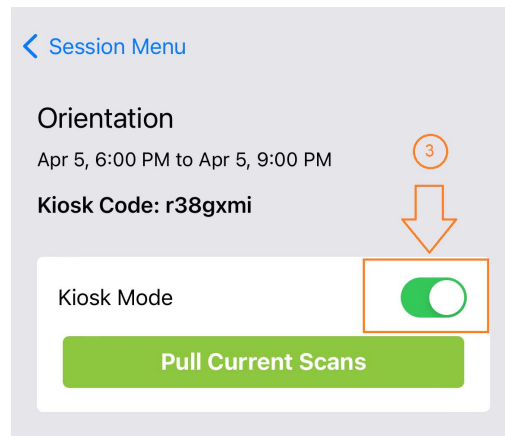 Session Menu
Orientation
Apr 5, 6:00 PM to Apr 5, 9:00 PM
3
Kiosk Code: r38gxmi
Kiosk Mode
Pull Current Scans